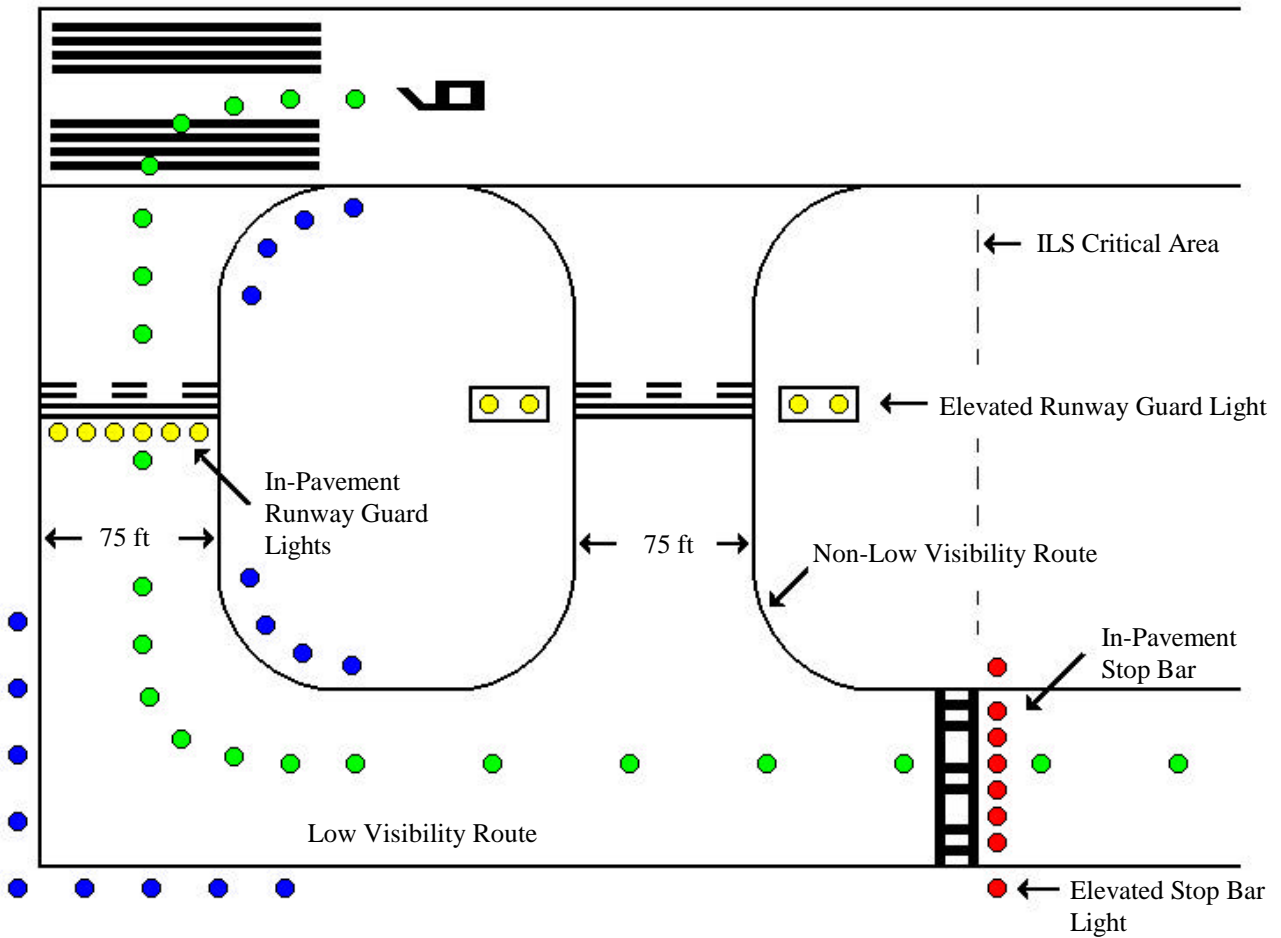 9
ILS Critical Area
Elevated Runway Guard Light
In-Pavement
Runway Guard
Lights
75 ft
75 ft
Non-Low Visibility Route
In-Pavement
Stop Bar
Low Visibility Route
Elevated Stop Bar
Light